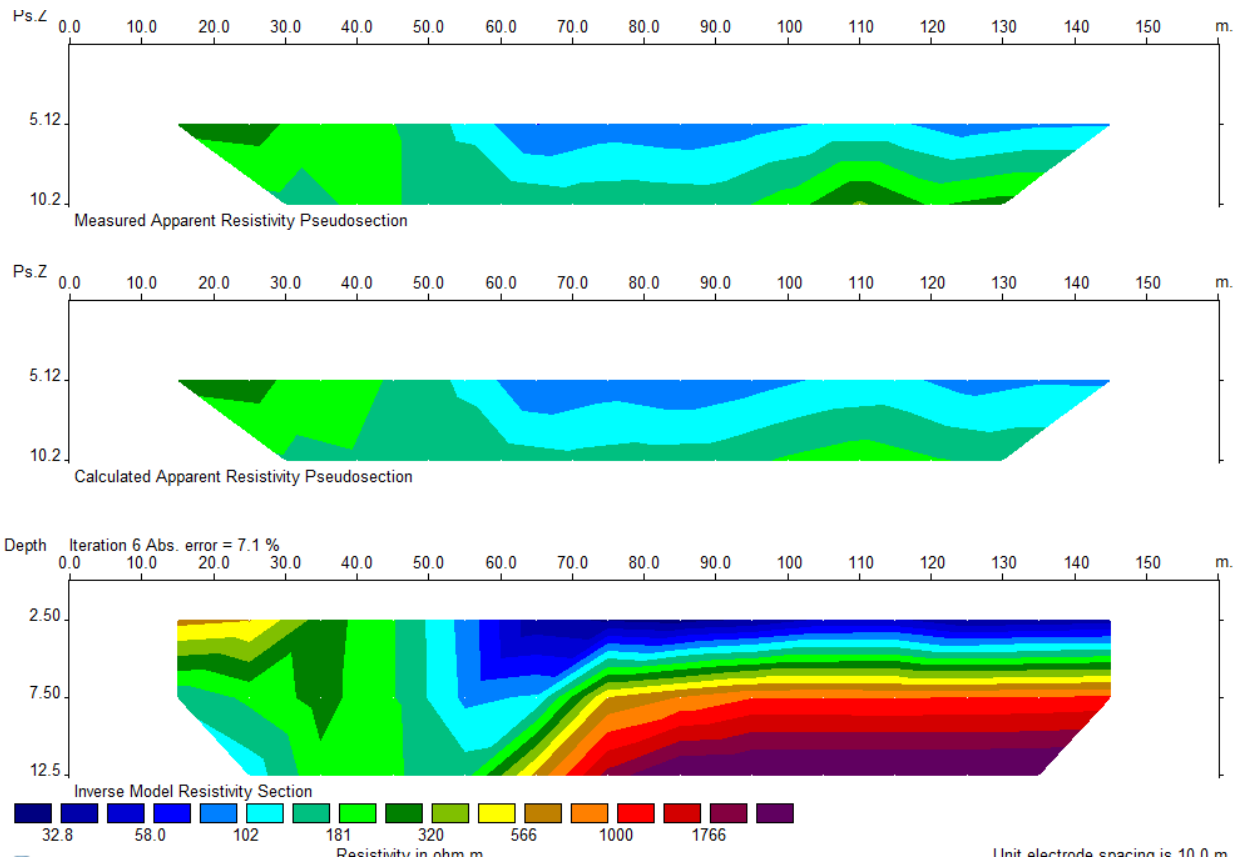 Ps.Z 0.0 10.0 20.0 30.0 40.0 50.0 60.0 70.0 80.0 90.0 100 110 120 130 140 150 m.
5.12
10.2
Measured Apparent Resistivity Pseudosection
Ps.Z 0.0 10.0 20.0 30.0 40.0 50.0 60.0 70.0 80.0 90.0 100 110 120 130 140 150 m.
5.12
10.2
Calculated Apparent Resistivity Pseudosection
Depth Iteration 6 Abs. error = 7.1 %
0.0 10.0 20.0 30.0 40.0 50.0 60.0 70.0 80.0 90.0 100 110 120 130 140 150 m.
2.50
7.50
12.5
Inverse Model Resistivity Section
32.8 58.0 102 181 320 566 1000 1766
Resistivity in ohm.m Unit electrode spacing is 10.0 m.